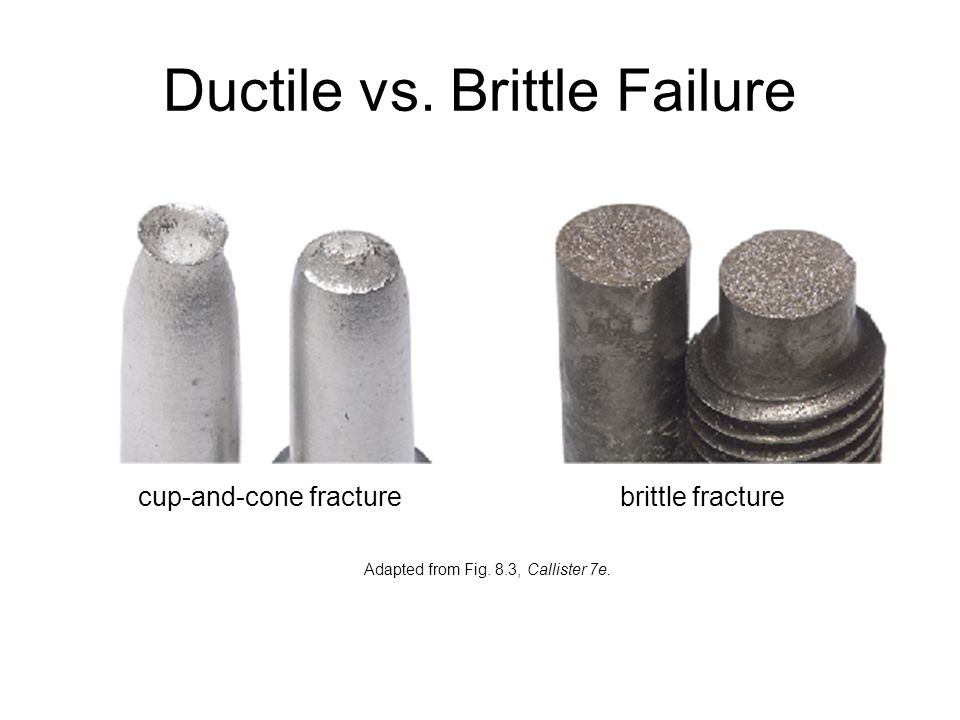 Ductile vs. Brittle Failure
cup-and-cone fracture brittle fracture
Adapted from Fig. 8.3, Callister 7e.